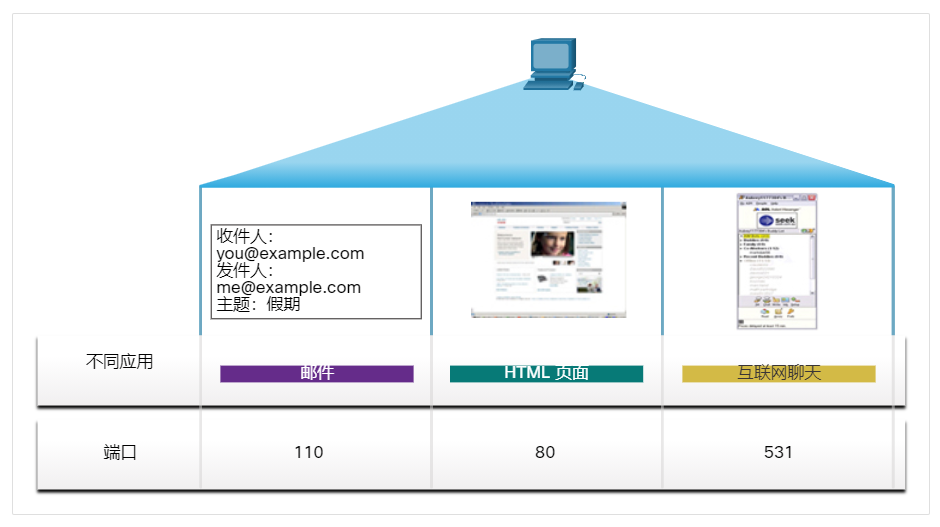 收件人：
you@example.com
发件人：
me@example.com
主题：假期
seek
不同应用
邮件
HTML 页面
互联网聊天
端口
110
80
531